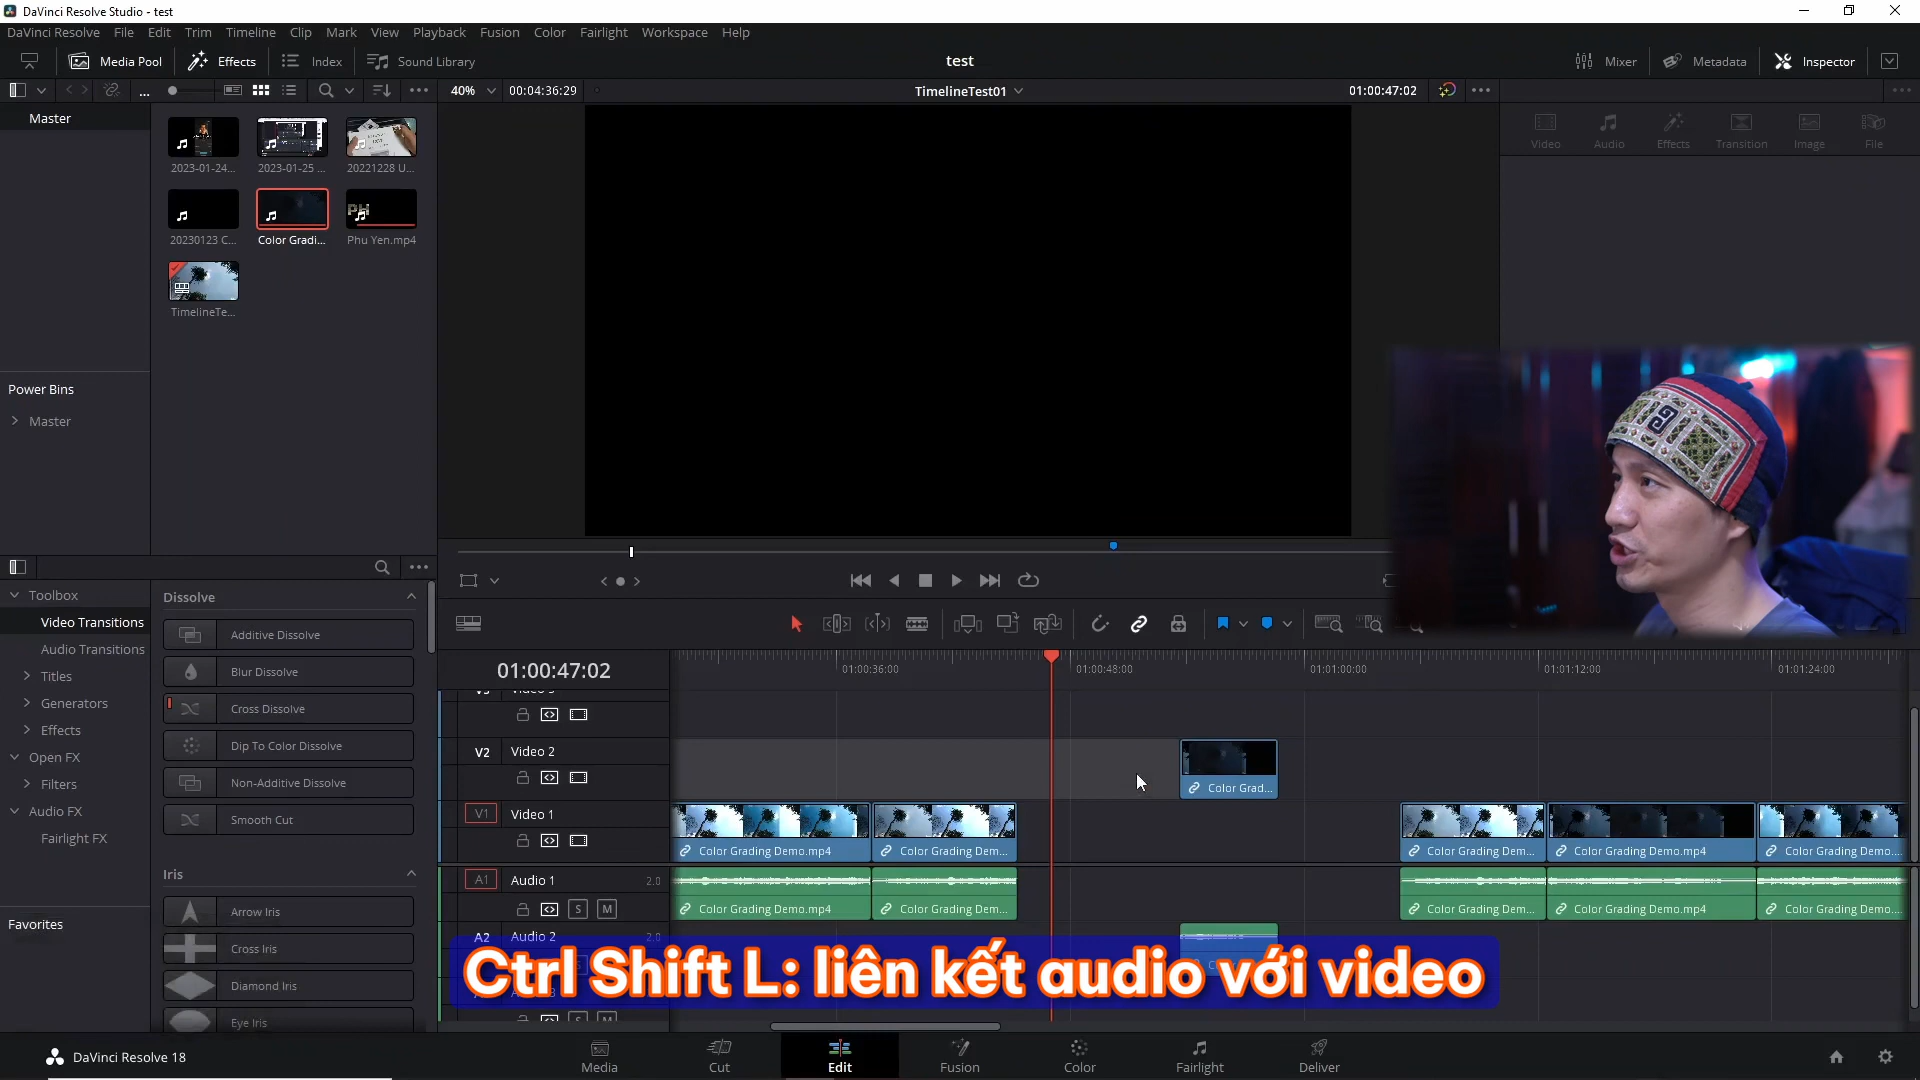 DaVinci Resolve Studio - test
DaVinci Resolve File Edit Trim Timeline Clip Mark View Playback Fusion Color Fairlight Workspace Help
Media Pool Effects Index Sound Library test Mixer Metadata Inspector
... 40% 00:04:36:29 TimelineTest01 01:00:47:02
Master
2023-01-24... 2023-01-25 ... 20221228 U...
20230123 C... Color Gradi... Phu Yen.mp4
TimelineTe...
Video Audio Effects Transition Image File
Power Bins
Master
Toolbox
Video Transitions
Audio Transitions
Titles
Generators
Effects
Open FX
Filters
Audio FX
Fairlight FX
Favorites
Dissolve
Additive Dissolve
Blur Dissolve
Cross Dissolve
Dip To Color Dissolve
Non-Additive Dissolve
Smooth Cut
Iris
Arrow Iris
Cross Iris
Diamond Iris
Eye Iris
01:00:47:02 01:00:36:00 01:00:48:00 01:01:00:00 01:01:12:00 01:01:24:00
V2 Video 2
Color Grad...
V1 Video 1
Color Grading Demo.mp4 Color Grading Dem... Color Grading Dem... Color Grading Demo.mp4 Color Grading Demo....
A1 Audio 1 2.0
S M
Color Grading Demo.mp4 Color Grading Dem... Color Grading Dem... Color Grading Demo.mp4 Color Grading Demo....
A2 Audio 2 2.0
Ctrl Shift L: liên kết audio với video
S M
DaVinci Resolve 18
Media Cut Edit Fusion Color Fairlight Deliver